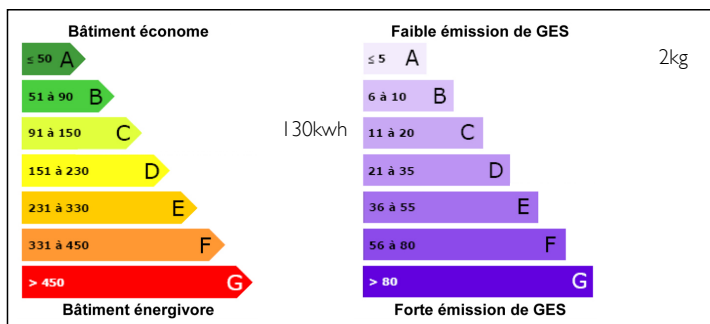 Bâtiment économe
≤ 50 A
51 à 90 B
91 à 150 C
151 à 230 D
231 à 330 E
331 à 450 F
> 450 G
Bâtiment énergivore
130kwh
Faible émission de GES
≤ 5 A
6 à 10 B
11 à 20 C
21 à 35 D
36 à 55 E
56 à 80 F
> 80 G
Forte émission de GES
2kg